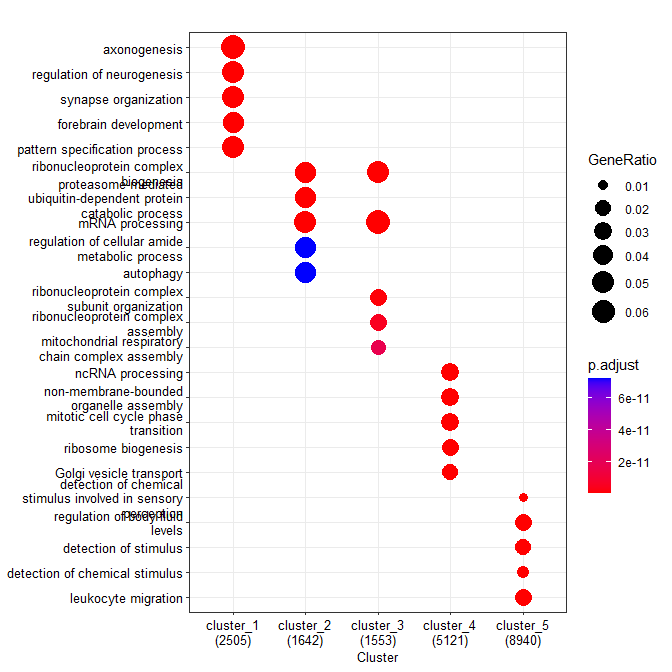 axonogenesis
regulation of neurogenesis
synapse organization
forebrain development
pattern specification process
ribonucleoprotein complex
biogenesis
proteasome-mediated
ubiquitin-dependent protein
catabolic process
mRNA processing
regulation of cellular amide
metabolic process
autophagy
ribonucleoprotein complex
subunit organization
ribonucleoprotein complex
assembly
mitochondrial respiratory
chain complex assembly
ncRNA processing
non-membrane-bounded
organelle assembly
mitotic cell cycle phase
transition
ribosome biogenesis
Golgi vesicle transport
detection of chemical
stimulus involved in sensory
perception
regulation of body fluid
levels
detection of stimulus
detection of chemical stimulus
leukocyte migration
cluster_1 cluster_2 cluster_3 cluster_4 cluster_5
(2505) (1642) (1553) (5121) (8940)
Cluster
GeneRatio
0.01
0.02
0.03
0.04
0.05
0.06
p.adjust
6e-11
4e-11
2e-11